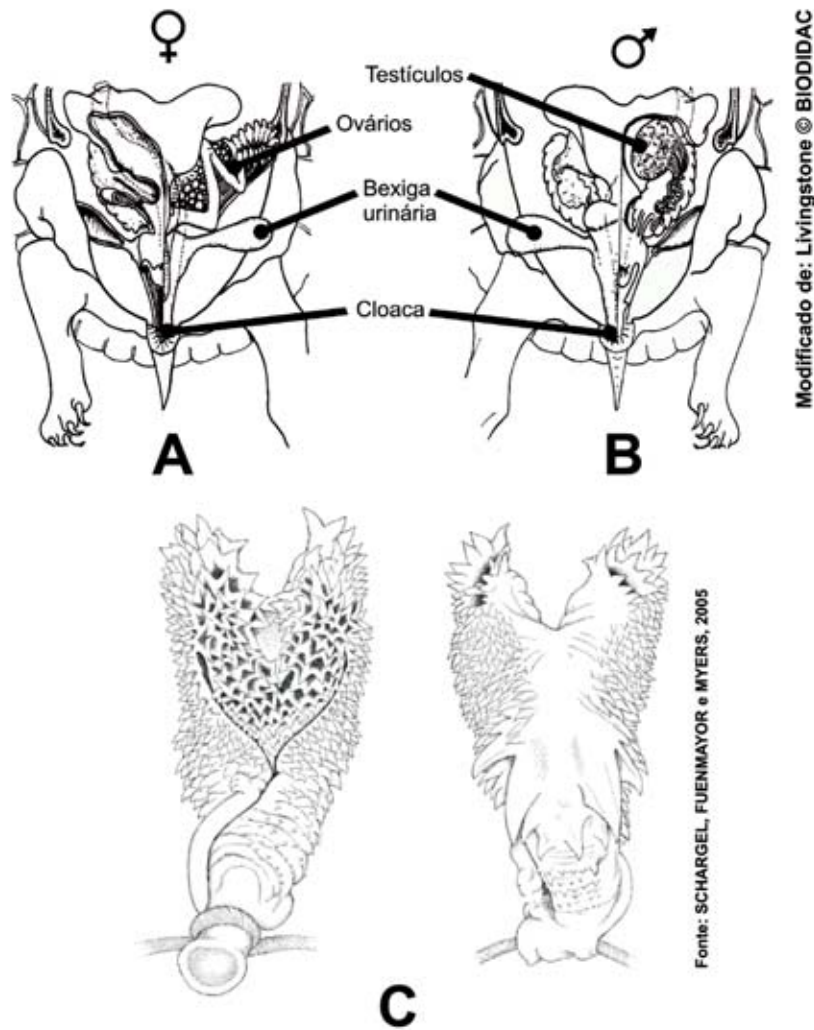 ♀
♂
Testículos
Ovários
Bexiga
urinária
Cloaca
A
B
Modificado de: Livingstone © BIODIDAC
Fonte: SCHARGEL, FUENMAYOR e MYERS, 2005
C